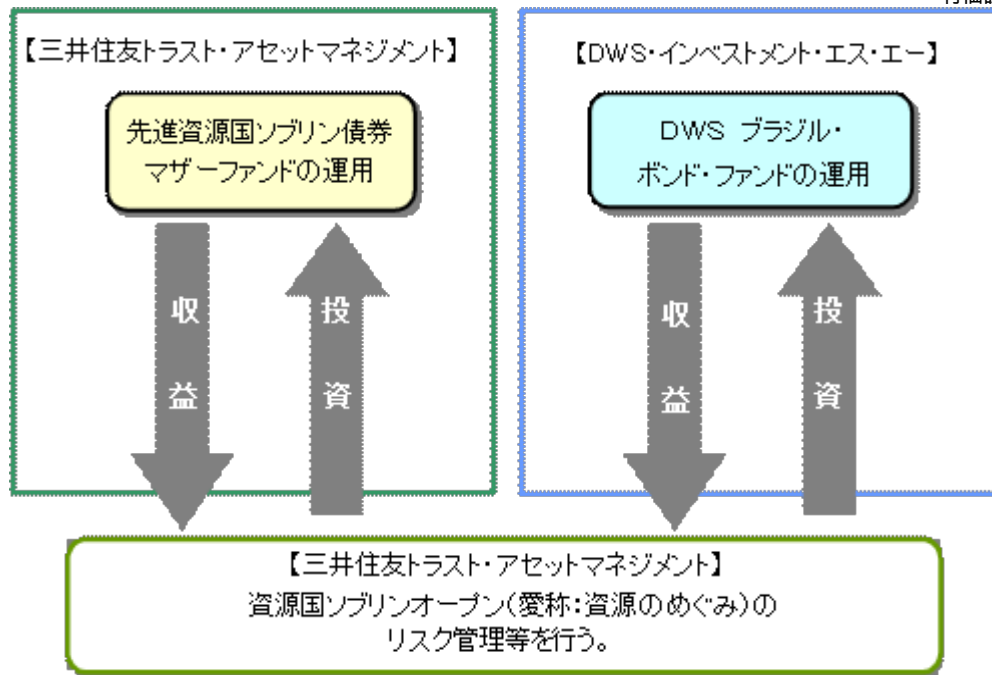 【三井住友トラスト・アセットマネジメント】
先進資源国ソブリン債券
マザーファンドの運用
収益
投資
【DWS・インベストメント・エス・エー】
DWS ブラジル・
ボンド・ファンドの運用
収益
投資
【三井住友トラスト・アセットマネジメント】
資源国ソブリンオープン(愛称:資源のめぐみ)の
リスク管理等を行う。